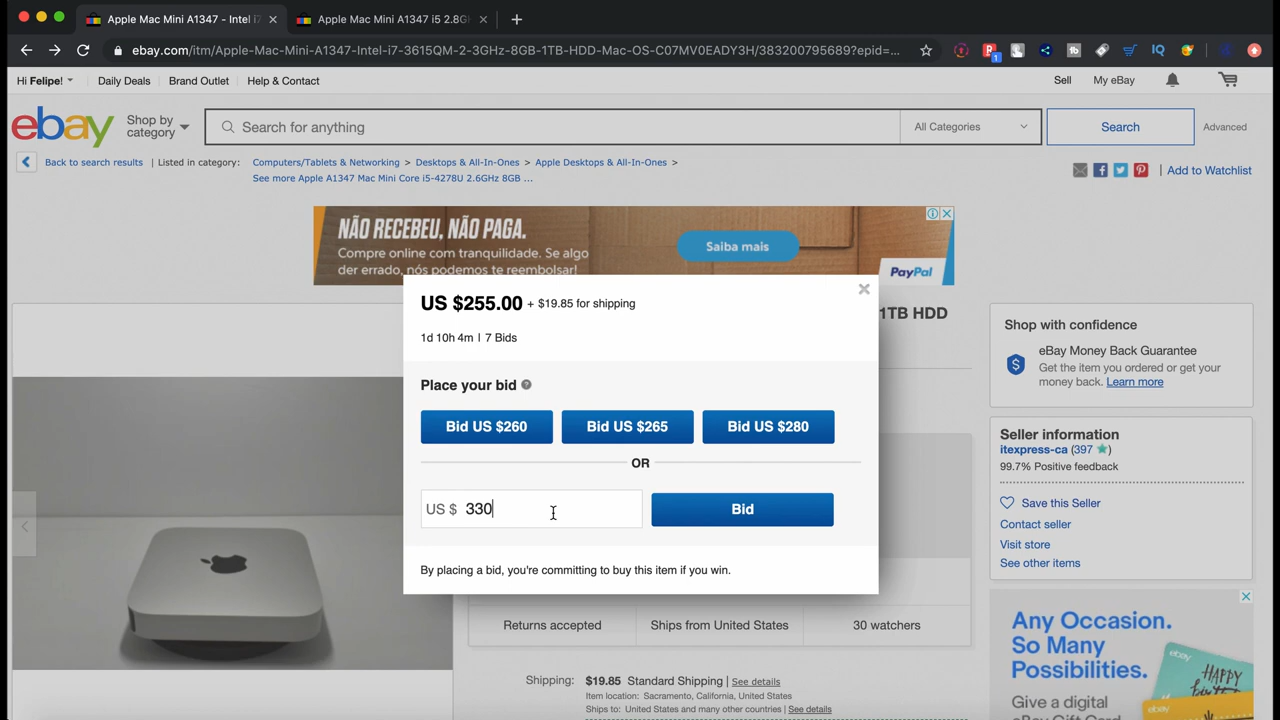 Apple Mac Mini A1347 - Intel i7
Apple Mac Mini A1347 i5 2.8G
ebay.com/itm/Apple-Mac-Mini-A1347-Intel-i7-3615QM-2-3GHz-8GB-1TB-HDD-Mac-OS-C07MV0EADY3H/383200795689?epid=...
Hi Felipe! Daily Deals Brand Outlet Help & Contact Sell My eBay
ebay Shop by category Search for anything All Categories Search Advanced
Back to search results | Listed in category: Computers/Tablets & Networking > Desktops & All-In-Ones > Apple Desktops & All-In-Ones >
See more Apple A1347 Mac Mini Core i5-4278U 2.6GHz 8GB ...
| Add to Watchlist
NÃO RECEBEU, NÃO PAGA.
Compre online com tranquilidade. Se algo
der errado, nós podemos te reembolsar!
Saiba mais
PayPal
1TB HDD
US $255.00 + $19.85 for shipping
1d 10h 4m | 7 Bids
Place your bid ?
Bid US $260 Bid US $265 Bid US $280
OR
US $ 330 Bid
By placing a bid, you're committing to buy this item if you win.
Returns accepted Ships from United States 30 watchers
Shipping: $19.85 Standard Shipping | See details
Item location: Sacramento, California, United States
Ships to: United States and many other countries | See details
Shop with confidence
eBay Money Back Guarantee
Get the item you ordered or get your
money back. Learn more
Seller information
itexpress-ca (397)
99.7% Positive feedback
Save this Seller
Contact seller
Visit store
See other items
Any Occasion.
So Many
Possibilities.
Give a digital
ebay
HAPPY